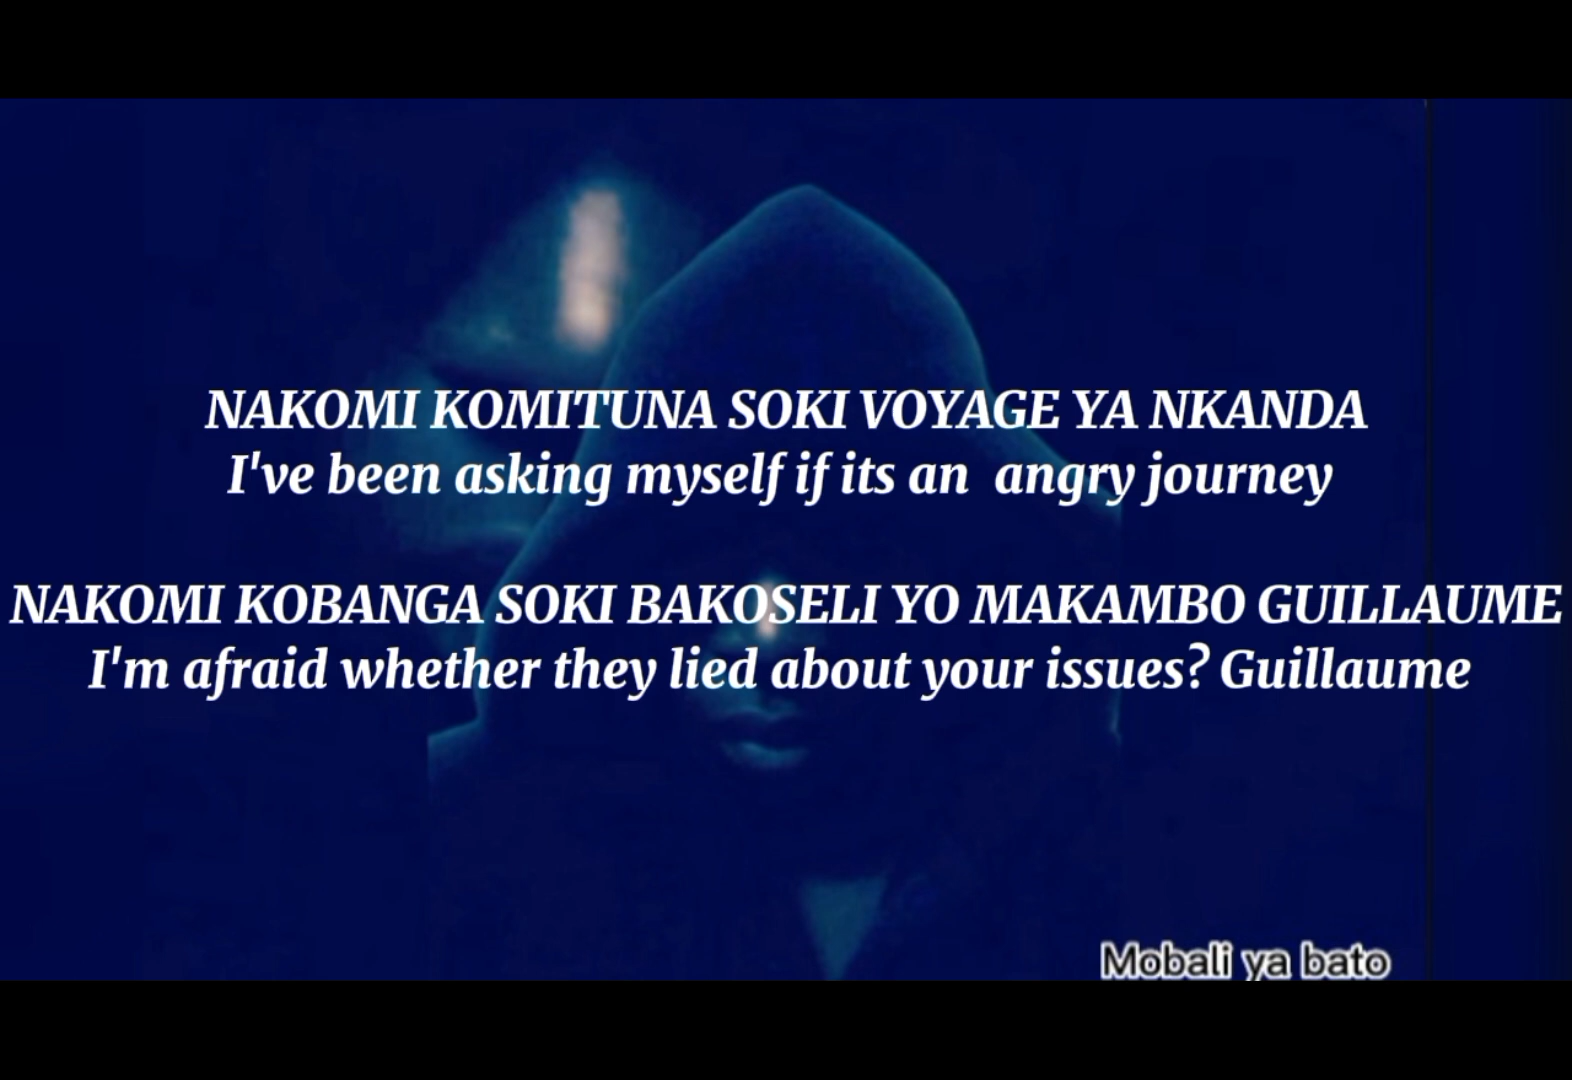 NAKOMI KOMITUNA SOKI VOYAGE YA NKANDA
I've been asking myself if its an angry journey
NAKOMI KOBANGA SOKI BAKOSELI YO MAKAMBO GUILLAUME
I'm afraid whether they lied about your issues? Guillaume
Mobali ya bato